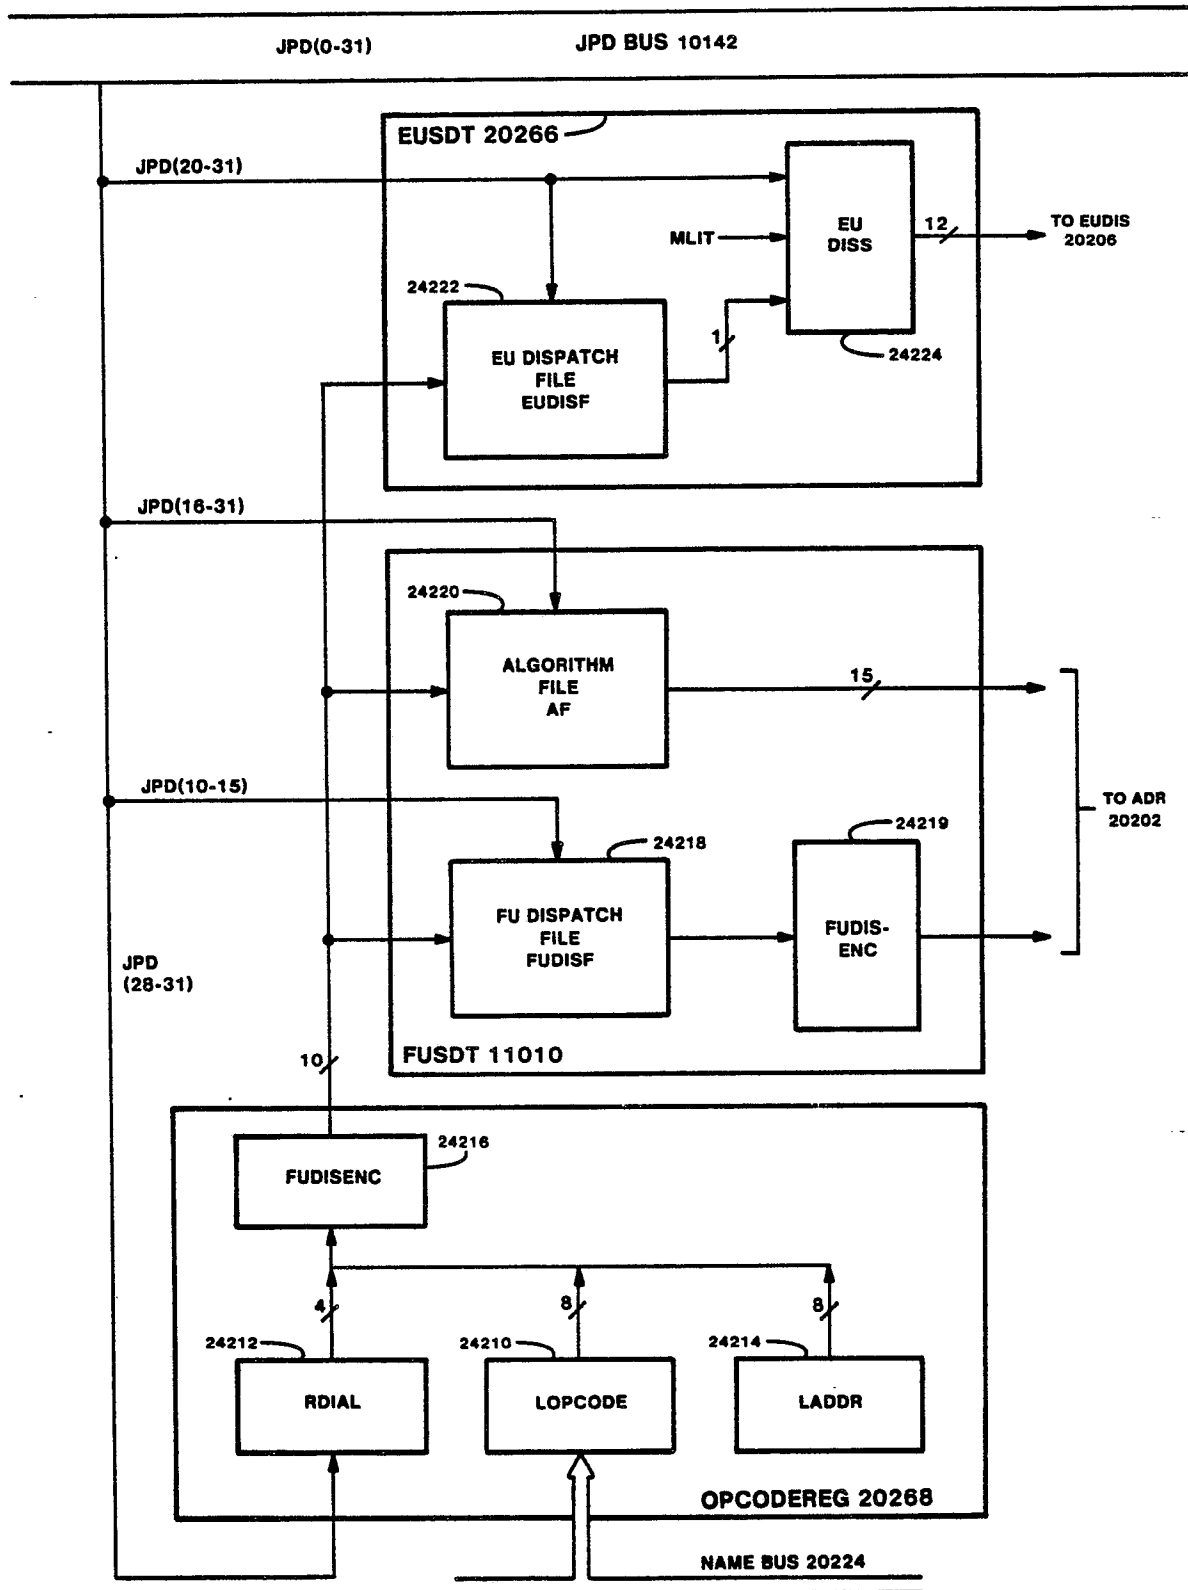 JPD(0-31)
JPD BUS 10142
EUSDT 20266
JPD(20-31)
MLIT
EU
DISS
12
TO EUDIS
20206
24222
24224
1
EU DISPATCH
FILE
EUDISF
JPD(16-31)
24220
ALGORITHM
FILE
AF
15
JPD(10-15)
TO ADR
20202
24218
24219
FU DISPATCH
FILE
FUDISF
FUDIS-
ENC
JPD
(28-31)
FUSDT 11010
10
24216
FUDISENC
4
8
8
24212
24210
24214
RDIAL
LOPCODE
LADDR
OPCODEREG 20268
NAME BUS 20224